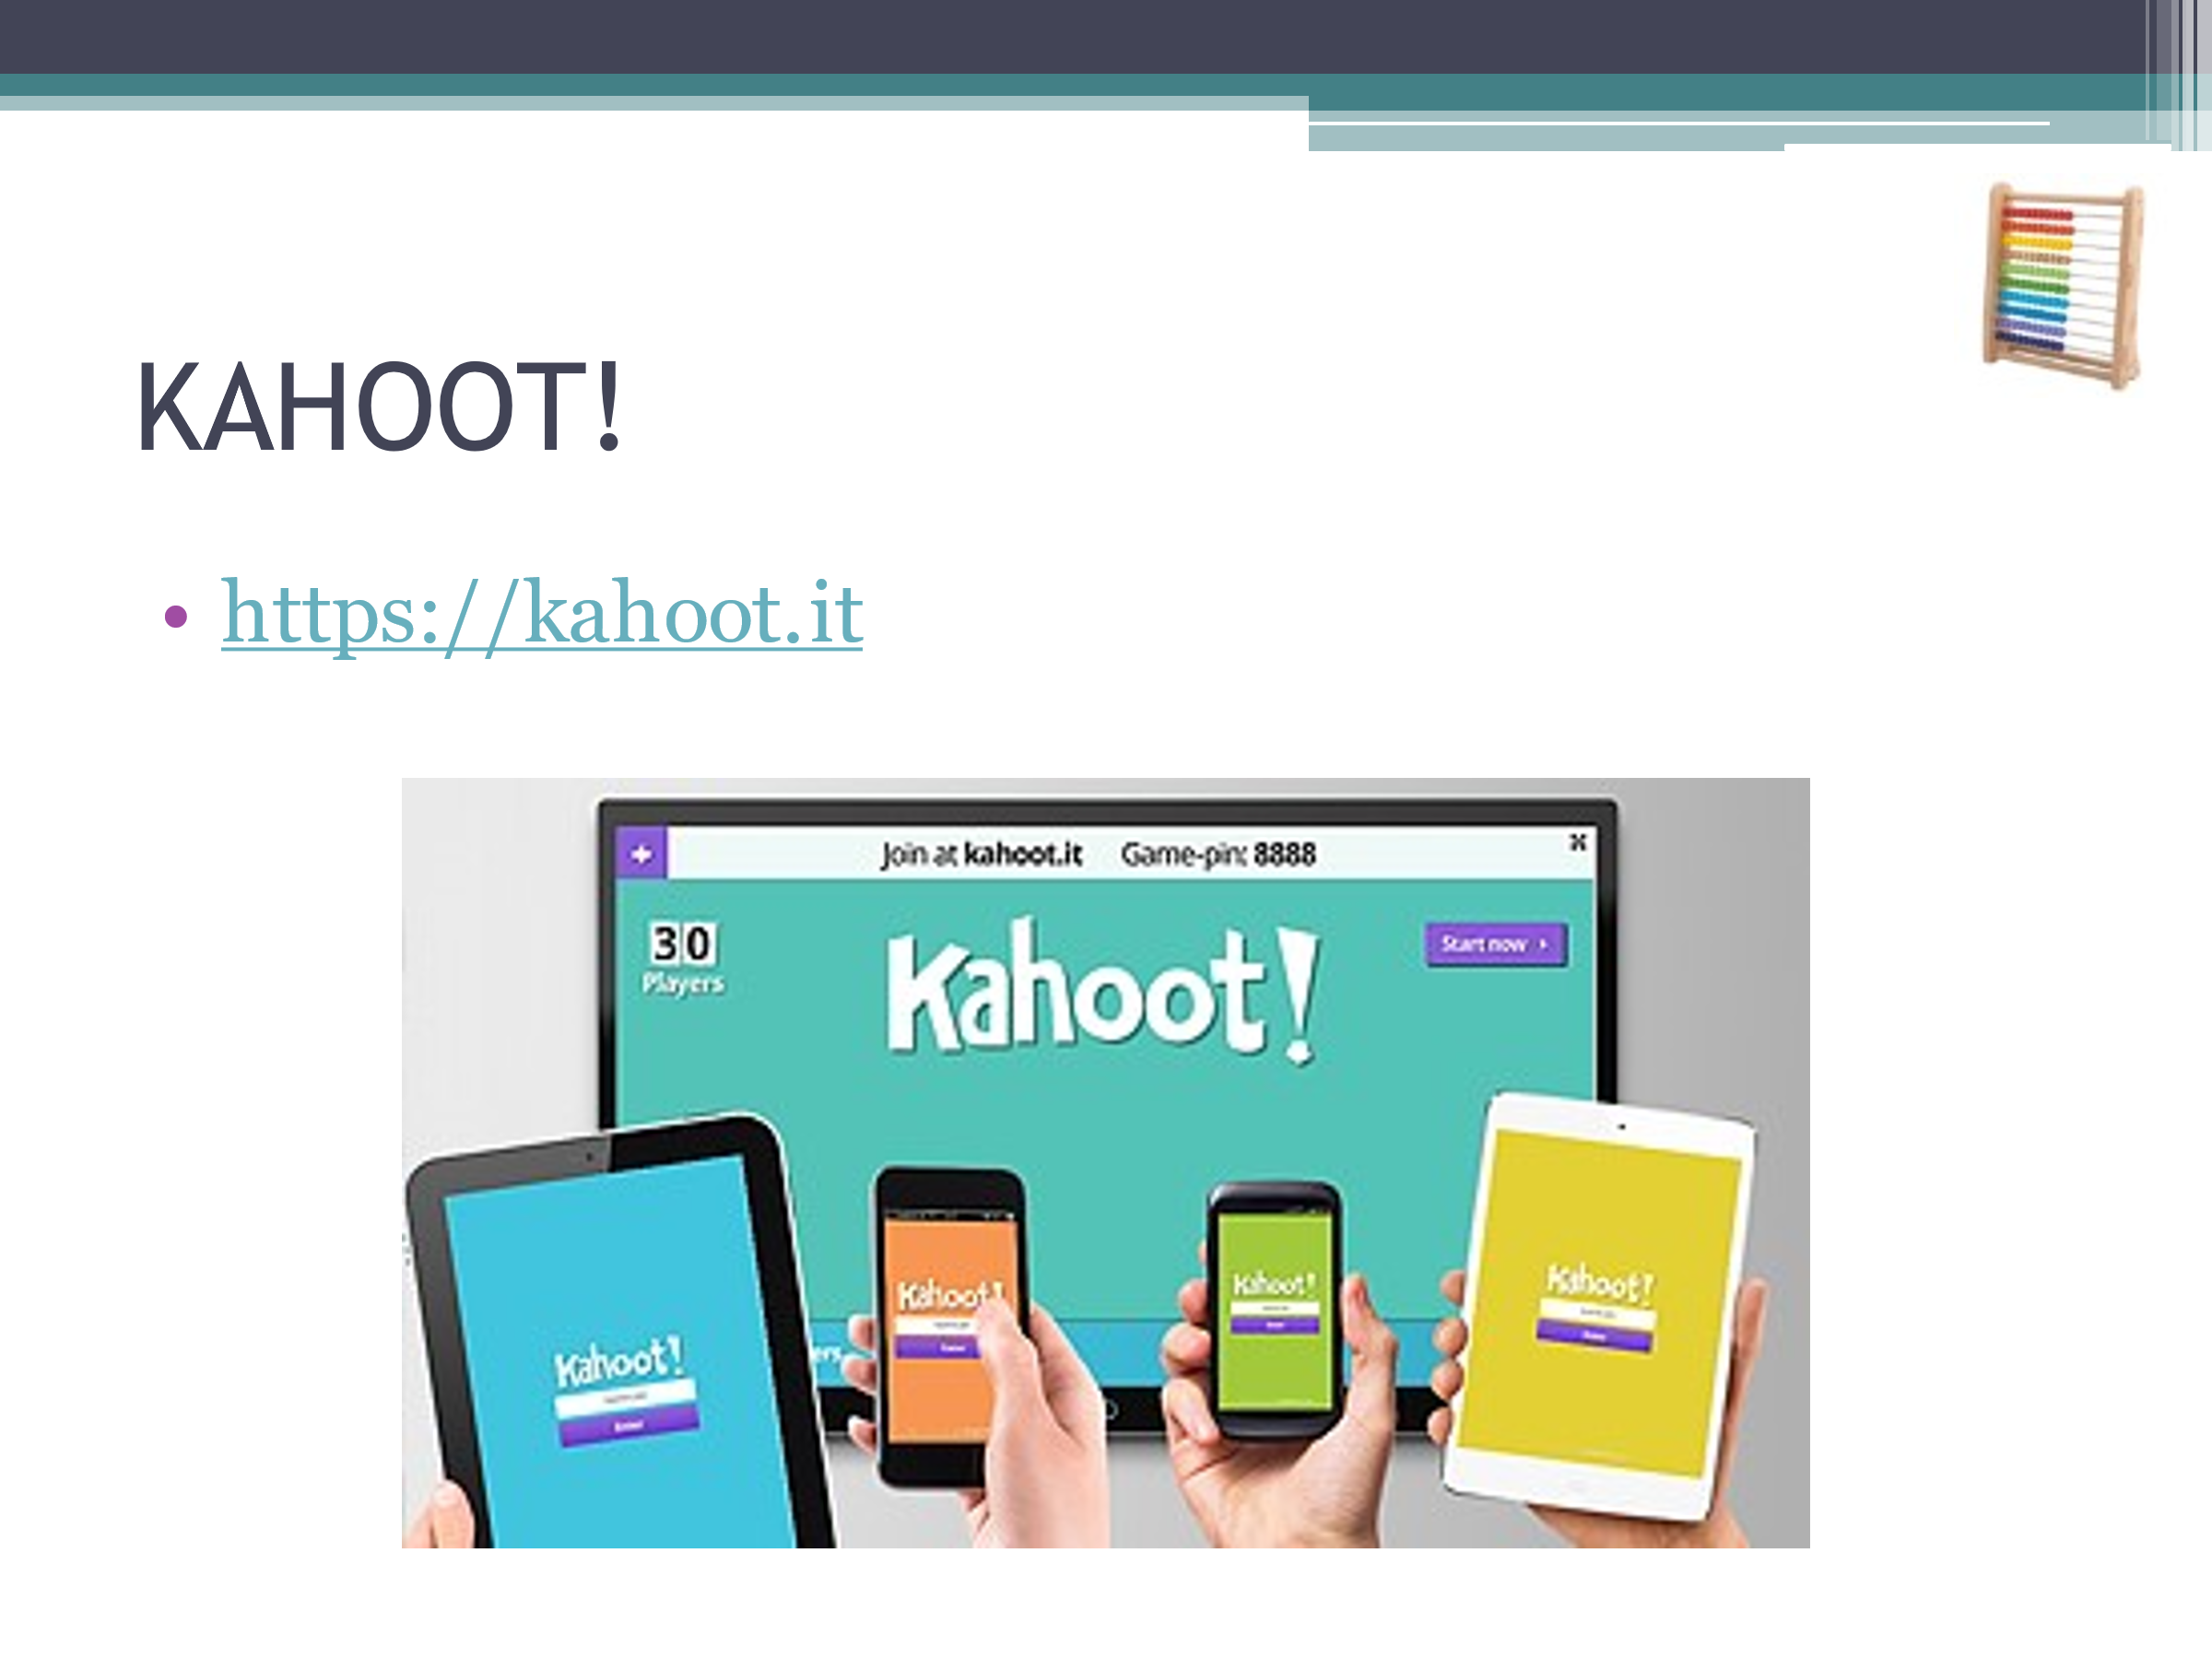 KAHOOT!
• https://kahoot.it
Join at kahoot.it Game-pin: 8888
30
Players
Kahoot!
Start now
Kahoot!
Kahoot!
Kahoot!
Kahoot!